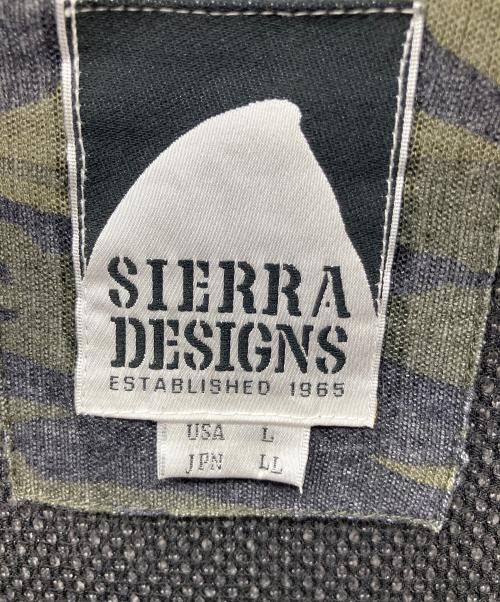 SIERRA
DESIGNS
ESTABLISHED 1965
USA L
JPN LL